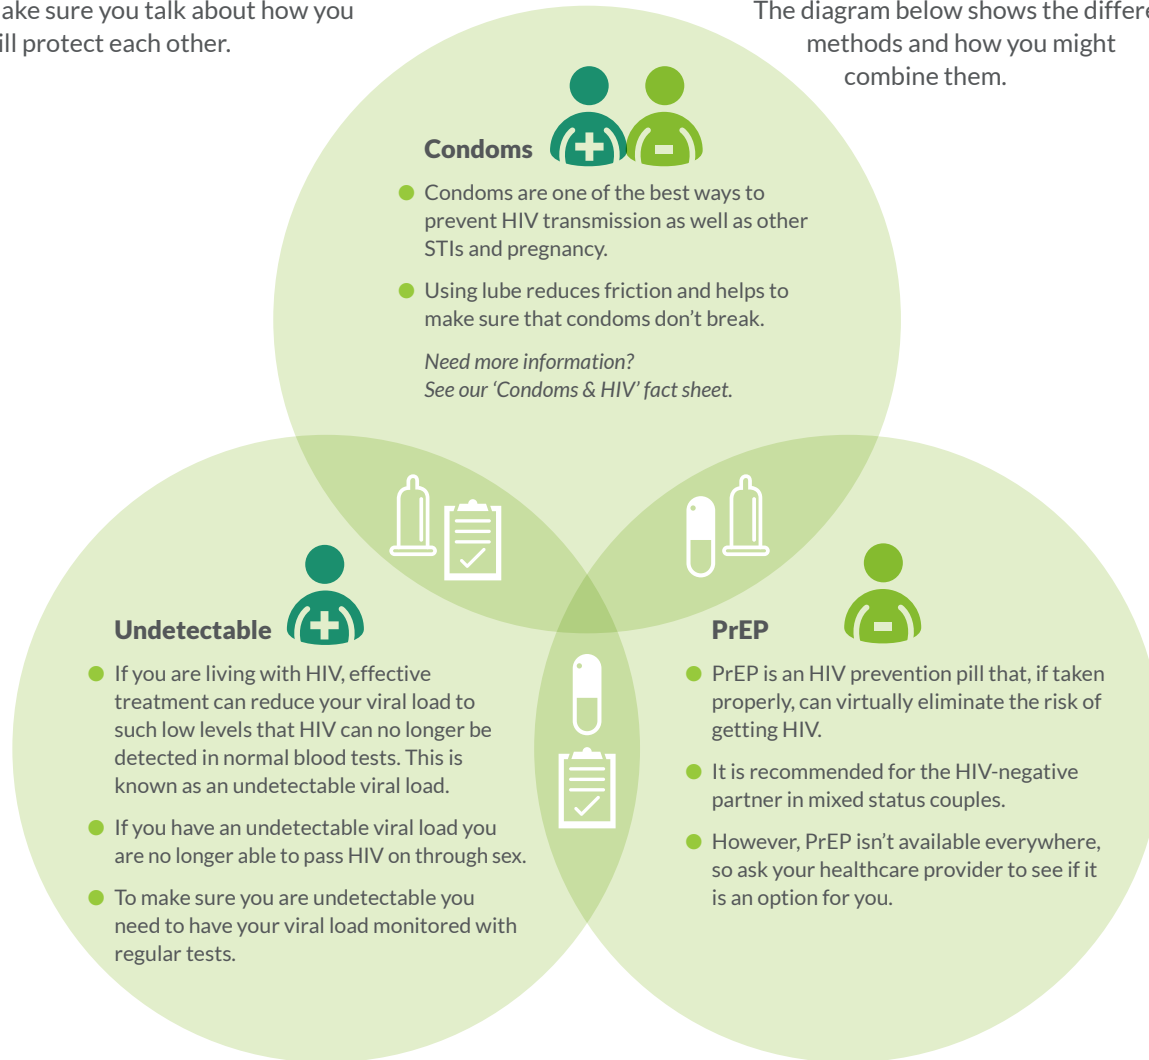 ake sure you talk about how you
ill protect each other.
The diagram below shows the differe
methods and how you might
combine them.
Condoms
● Condoms are one of the best ways to
prevent HIV transmission as well as other
STIs and pregnancy.
● Using lube reduces friction and helps to
make sure that condoms don’t break.
Need more information?
See our ‘Condoms & HIV’ fact sheet.
Undetectable
● If you are living with HIV, effective
treatment can reduce your viral load to
such low levels that HIV can no longer be
detected in normal blood tests. This is
known as an undetectable viral load.
● If you have an undetectable viral load you
are no longer able to pass HIV on through sex.
● To make sure you are undetectable you
need to have your viral load monitored with
regular tests.
PrEP
● PrEP is an HIV prevention pill that, if taken
properly, can virtually eliminate the risk of
getting HIV.
● It is recommended for the HIV-negative
partner in mixed status couples.
● However, PrEP isn’t available everywhere,
so ask your healthcare provider to see if it
is an option for you.